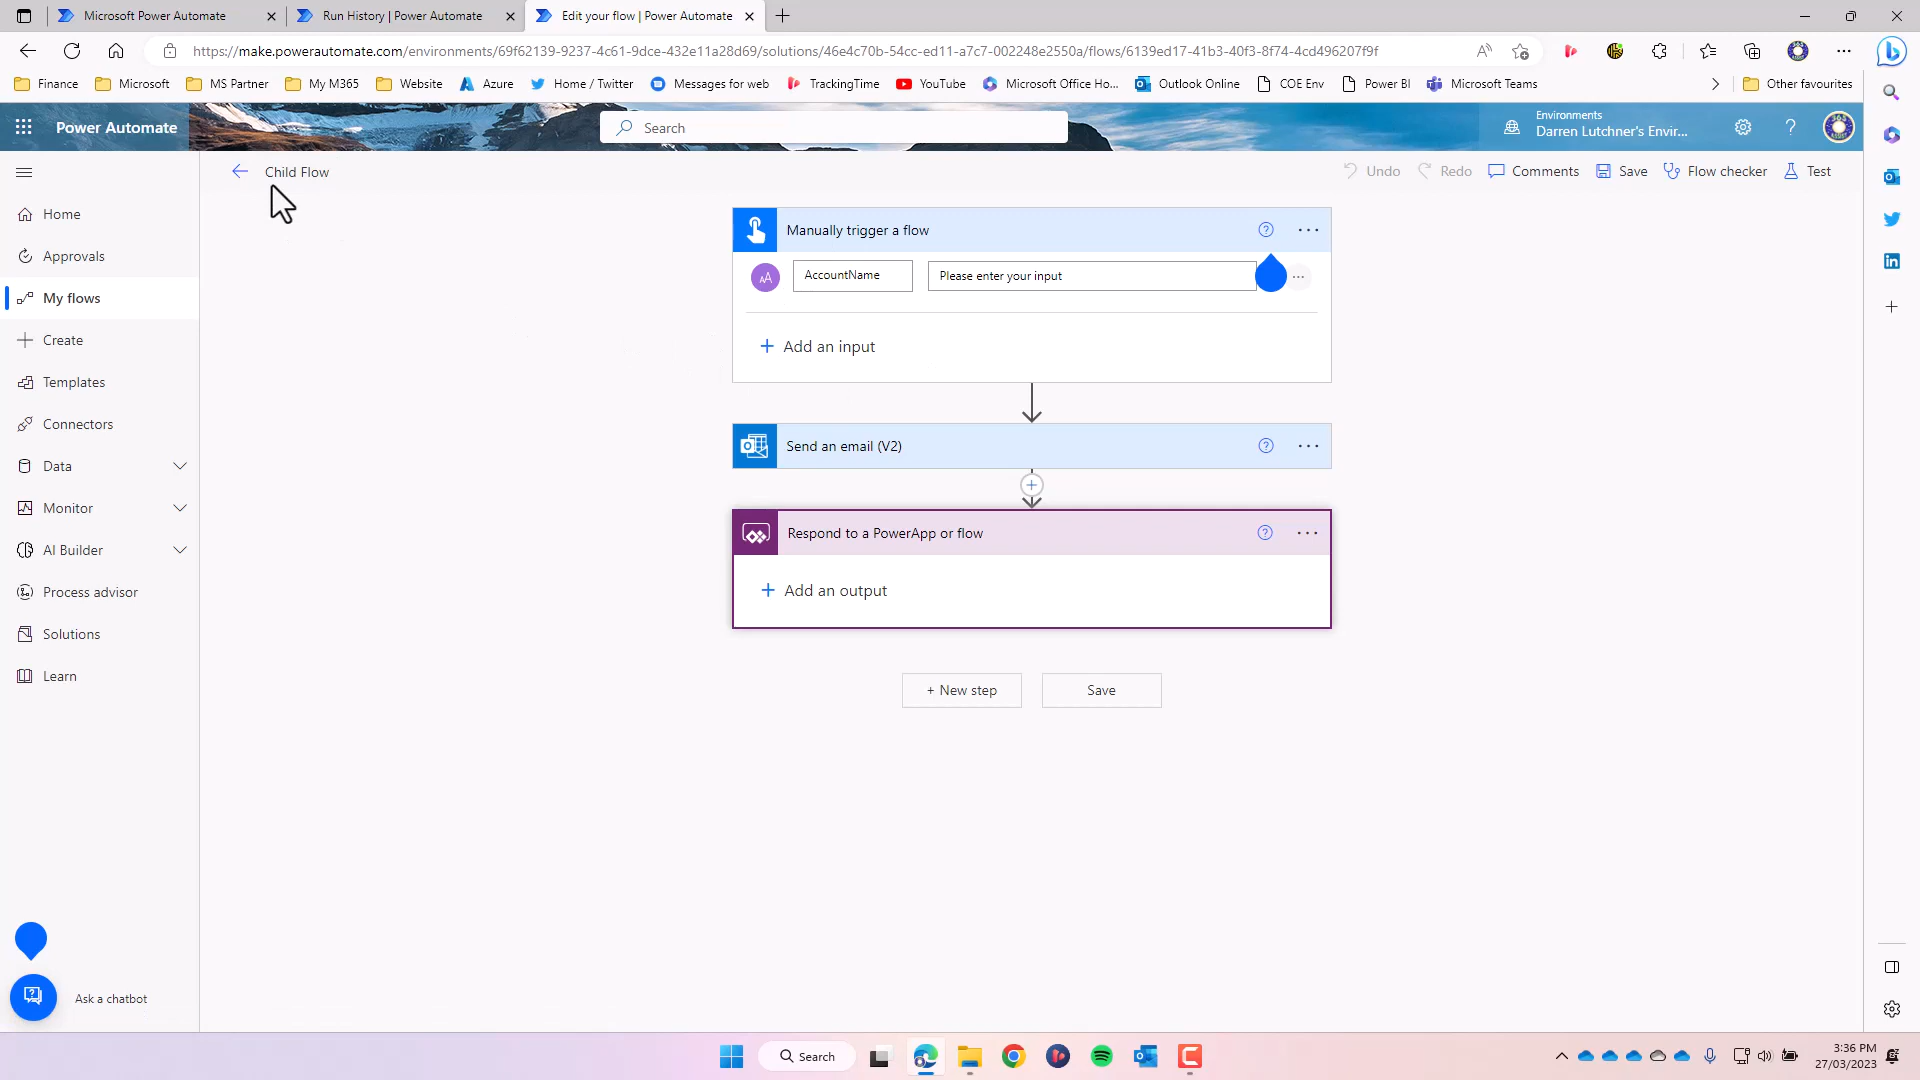 Microsoft Power Automate
Run History | Power Automate
Edit your flow | Power Automate
https://make.powerautomate.com/environments/69f62139-9237-4c61-9dce-432e11a28d69/solutions/46e4c70b-54cc-ed11-a7c7-002248e2550a/flows/6139ed17-41b3-40f3-8f74-4cd496207f9f
Finance
Microsoft
MS Partner
My M365
Website
Azure
Home / Twitter
Messages for web
TrackingTime
YouTube
Microsoft Office Ho...
Outlook Online
COE Env
Power BI
Microsoft Teams
Other favourites
Power Automate
Search
Environments
Darren Lutchner's Envir...
Child Flow
Undo
Redo
Comments
Save
Flow checker
Test
Home
Approvals
My flows
Create
Templates
Connectors
Data
Monitor
AI Builder
Process advisor
Solutions
Learn
Manually trigger a flow
AccountName
Please enter your input
+ Add an input
Send an email (V2)
Respond to a PowerApp or flow
+ Add an output
+ New step
Save
Ask a chatbot
Search
3:36 PM
27/03/2023